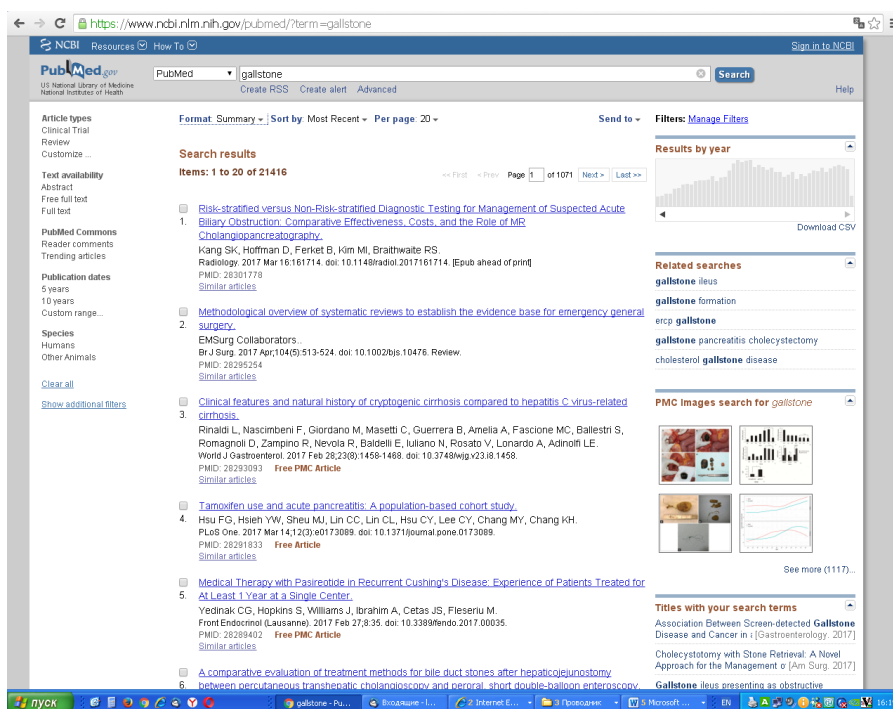 https://www.ncbi.nlm.nih.gov/pubmed/?term=gallstone
NCBI Resources How To Sign in to NCBI
PubMed.gov
US National Library of Medicine
National Institutes of Health
PubMed gallstone Search
Create RSS Create alert Advanced Help
Article types
Clinical Trial
Review
Customize ...
Text availability
Abstract
Free full text
Full text
PubMed Commons
Reader comments
Trending articles
Publication dates
5 years
10 years
Custom range...
Species
Humans
Other Animals
Clear all
Show additional filters
Format: Summary Sort by: Most Recent Per page: 20 Send to
Search results
Items: 1 to 20 of 21416
<< First < Prev Page 1 of 1071 Next > Last >>
Risk-stratified versus Non-Risk-stratified Diagnostic Testing for Management of Suspected Acute
1. Biliary Obstruction: Comparative Effectiveness, Costs, and the Role of MR
Cholangiopancreatography.
Kang SK, Hoffman D, Ferket B, Kim MI, Braithwaite RS.
Radiology. 2017 Mar 16:161714. doi: 10.1148/radiol.2017161714. [Epub ahead of print]
PMID: 28301778
Similar articles
Methodological overview of systematic reviews to establish the evidence base for emergency general
2. surgery.
EMSurg Collaborators..
Br J Surg. 2017 Apr;104(5):513-524. doi: 10.1002/bjs.10476. Review.
PMID: 28295254
Similar articles
Clinical features and natural history of cryptogenic cirrhosis compared to hepatitis C virus-related
3. cirrhosis.
Rinaldi L, Nascimbeni F, Giordano M, Masetti C, Guerrera B, Amelia A, Fascione MC, Ballestri S,
Romagnoli D, Zampino R, Nevola R, Baldelli E, Iuliano N, Rosato V, Lonardo A, Adinolfi LE.
World J Gastroenterol. 2017 Feb 28;23(8):1458-1468. doi: 10.3748/wjg.v23.i8.1458.
PMID: 28293093 Free PMC Article
Similar articles
Tamoxifen use and acute pancreatitis: A population-based cohort study.
4. Hsu FG, Hsieh YW, Sheu MJ, Lin CC, Lin CL, Hsu CY, Lee CY, Chang MY, Chang KH.
PLoS One. 2017 Mar 14;12(3):e0173089. doi: 10.1371/journal.pone.0173089.
PMID: 28291833 Free Article
Similar articles
Medical Therapy with Pasireotide in Recurrent Cushing's Disease: Experience of Patients Treated for
5. At Least 1 Year at a Single Center.
Yedinak CG, Hopkins S, Williams J, Ibrahim A, Cetas JS, Fleseriu M.
Front Endocrinol (Lausanne). 2017 Feb 27;8:35. doi: 10.3389/fendo.2017.00035.
PMID: 28289402 Free PMC Article
Similar articles
A comparative evaluation of treatment methods for bile duct stones after hepaticojejunostomy
6. between percutaneous transhepatic cholangioscopy and peroral, short double-balloon enteroscopy.
Filters: Manage Filters
Results by year
Download CSV
Related searches
gallstone ileus
gallstone formation
ercp gallstone
gallstone pancreatitis cholecystectomy
cholesterol gallstone disease
PMC Images search for gallstone
See more (1117)...
Titles with your search terms
Association Between Screen-detected Gallstone
Disease and Cancer in [Gastroenterology. 2017]
Cholecystotomy with Stone Retrieval: A Novel
Approach for the Management o [Am Surg. 2017]
Gallstone ileus presenting as obstructive
пуск gallstone - Pu... Входящие - I... 2 Internet E... 3 Проводник 5 Microsoft ... EN